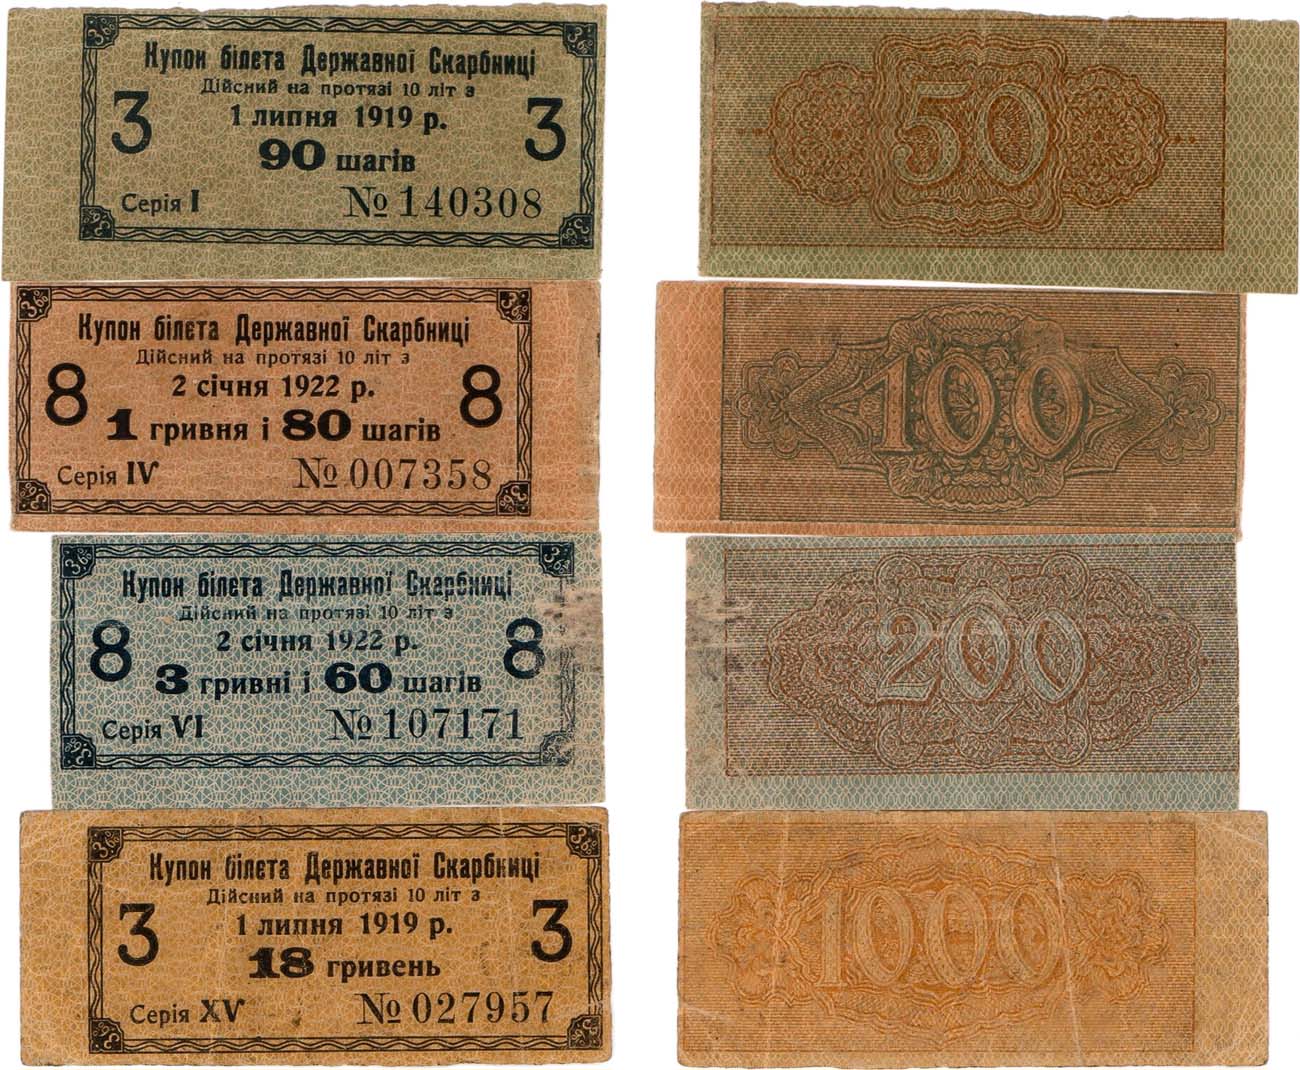 Купон білета Державної Скарбниці
Дійсний на протязі 10 літ з
3 1 липня 1919 р. 3
90 шагів
Серія I № 140308
50
Купон білєта Державної Скарбниці
Дійсний на протязі 10 літ з
8 2 січня 1922 р. 8
1 гривня і 80 шагів
Серія IV № 007358
100
Купон білета Державної Скарбниці
Дійсний на протязі 10 літ з
8 2 січня 1922 р. 8
3 гривні і 60 шагів
Серія VI № 107171
200
Купон білета Державної Скарбниці
Дійсний на протязі 10 літ з
3 1 липня 1919 р. 3
18 гривень
Серія XV № 027957
1000